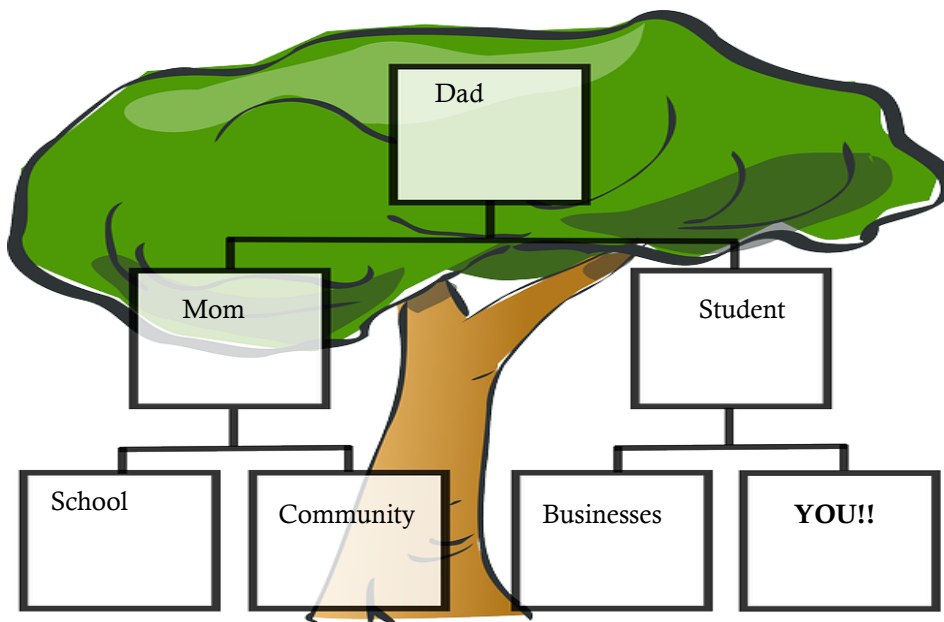 Dad
Mom
Student
School
Community
Businesses
YOU!!